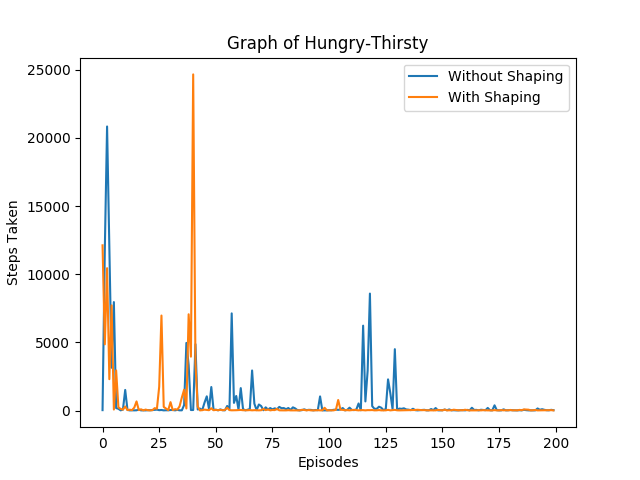 Graph of Hungry-Thirsty
Without Shaping
With Shaping
25000
20000
15000
10000
5000
0
Steps Taken
0 25 50 75 100 125 150 175 200
Episodes